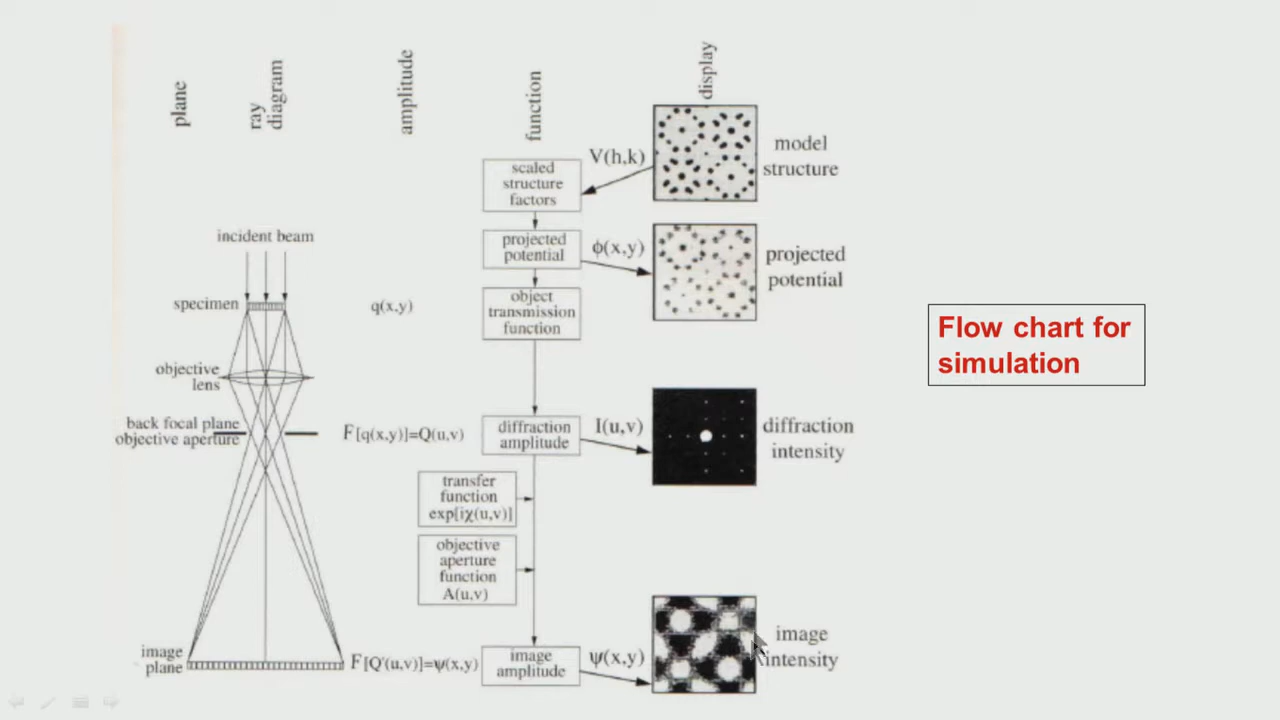 plane
ray
diagram
amplitude
function
display
scaled
structure
factors
V(h,k)
model
structure
incident beam
projected
potential
ϕ(x,y)
projected
potential
specimen
q(x,y)
object
transmission
function
Flow chart for
simulation
objective
lens
back focal plane
objective aperture
F[q(x,y)]=Q(u,v)
diffraction
amplitude
I(u,v)
diffraction
intensity
transfer
function
exp[iχ(u,v)]
objective
aperture
function
A(u,v)
image
plane
F[Q'(u,v)]=ψ(x,y)
image
amplitude
ψ(x,y)
image
intensity